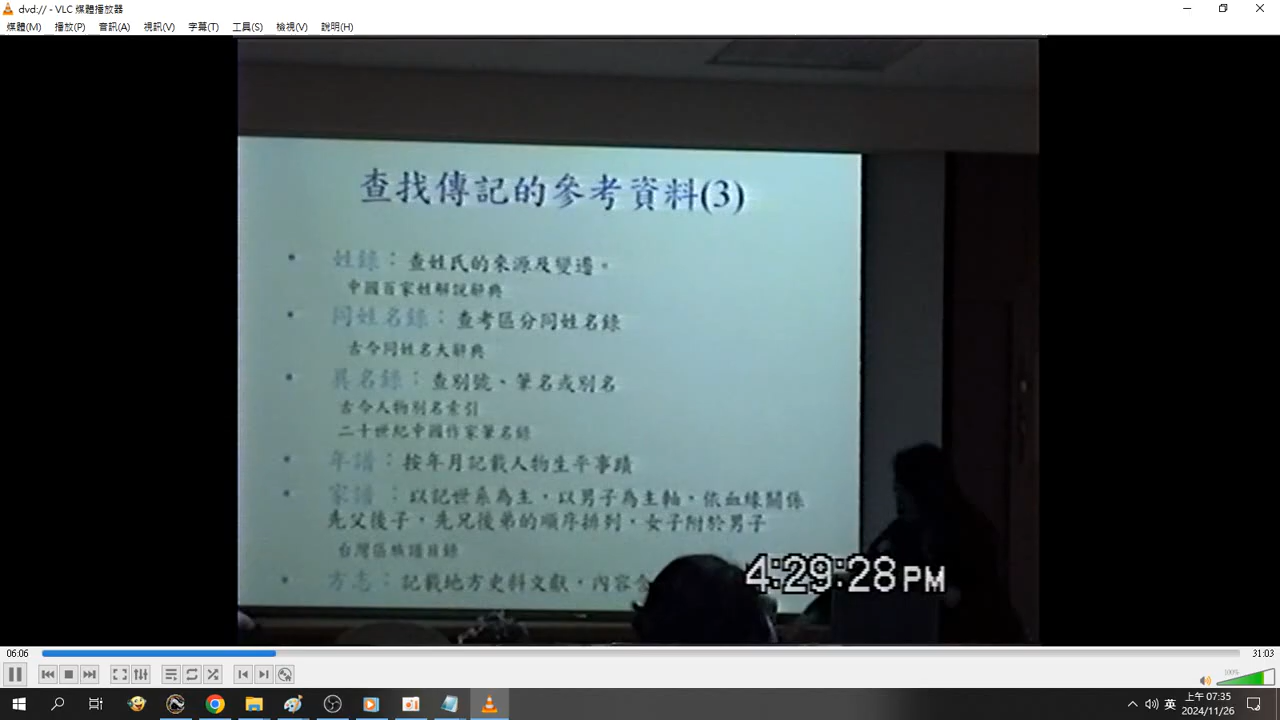 dvd:// - VLC 媒體播放器
媒體(M) 播放(P) 音訊(A) 視訊(V) 字幕(T) 工具(S) 檢視(V) 說明(H)
查找傳記的參考資料(3)
• 姓錄：查姓氏的來源及變遷。
中國百家姓解說辭典
• 同姓名錄：查考區分同姓名錄
古今同姓名大辭典
• 異名錄：查別號、筆名或別名
古今人物別名索引
二十世紀中國作家筆名錄
• 年譜：按年月記載人物生平事蹟
• 家譜：以記世系為主，以男子為主軸，依血緣關係
先父後子，先兄後弟的順序排列，女子附於男子
台灣區族譜目錄
• 方志：記載地方史料文獻，內容含
4:29:28 PM
06:06 31:03
100%
英 上午 07:35
2024/11/26